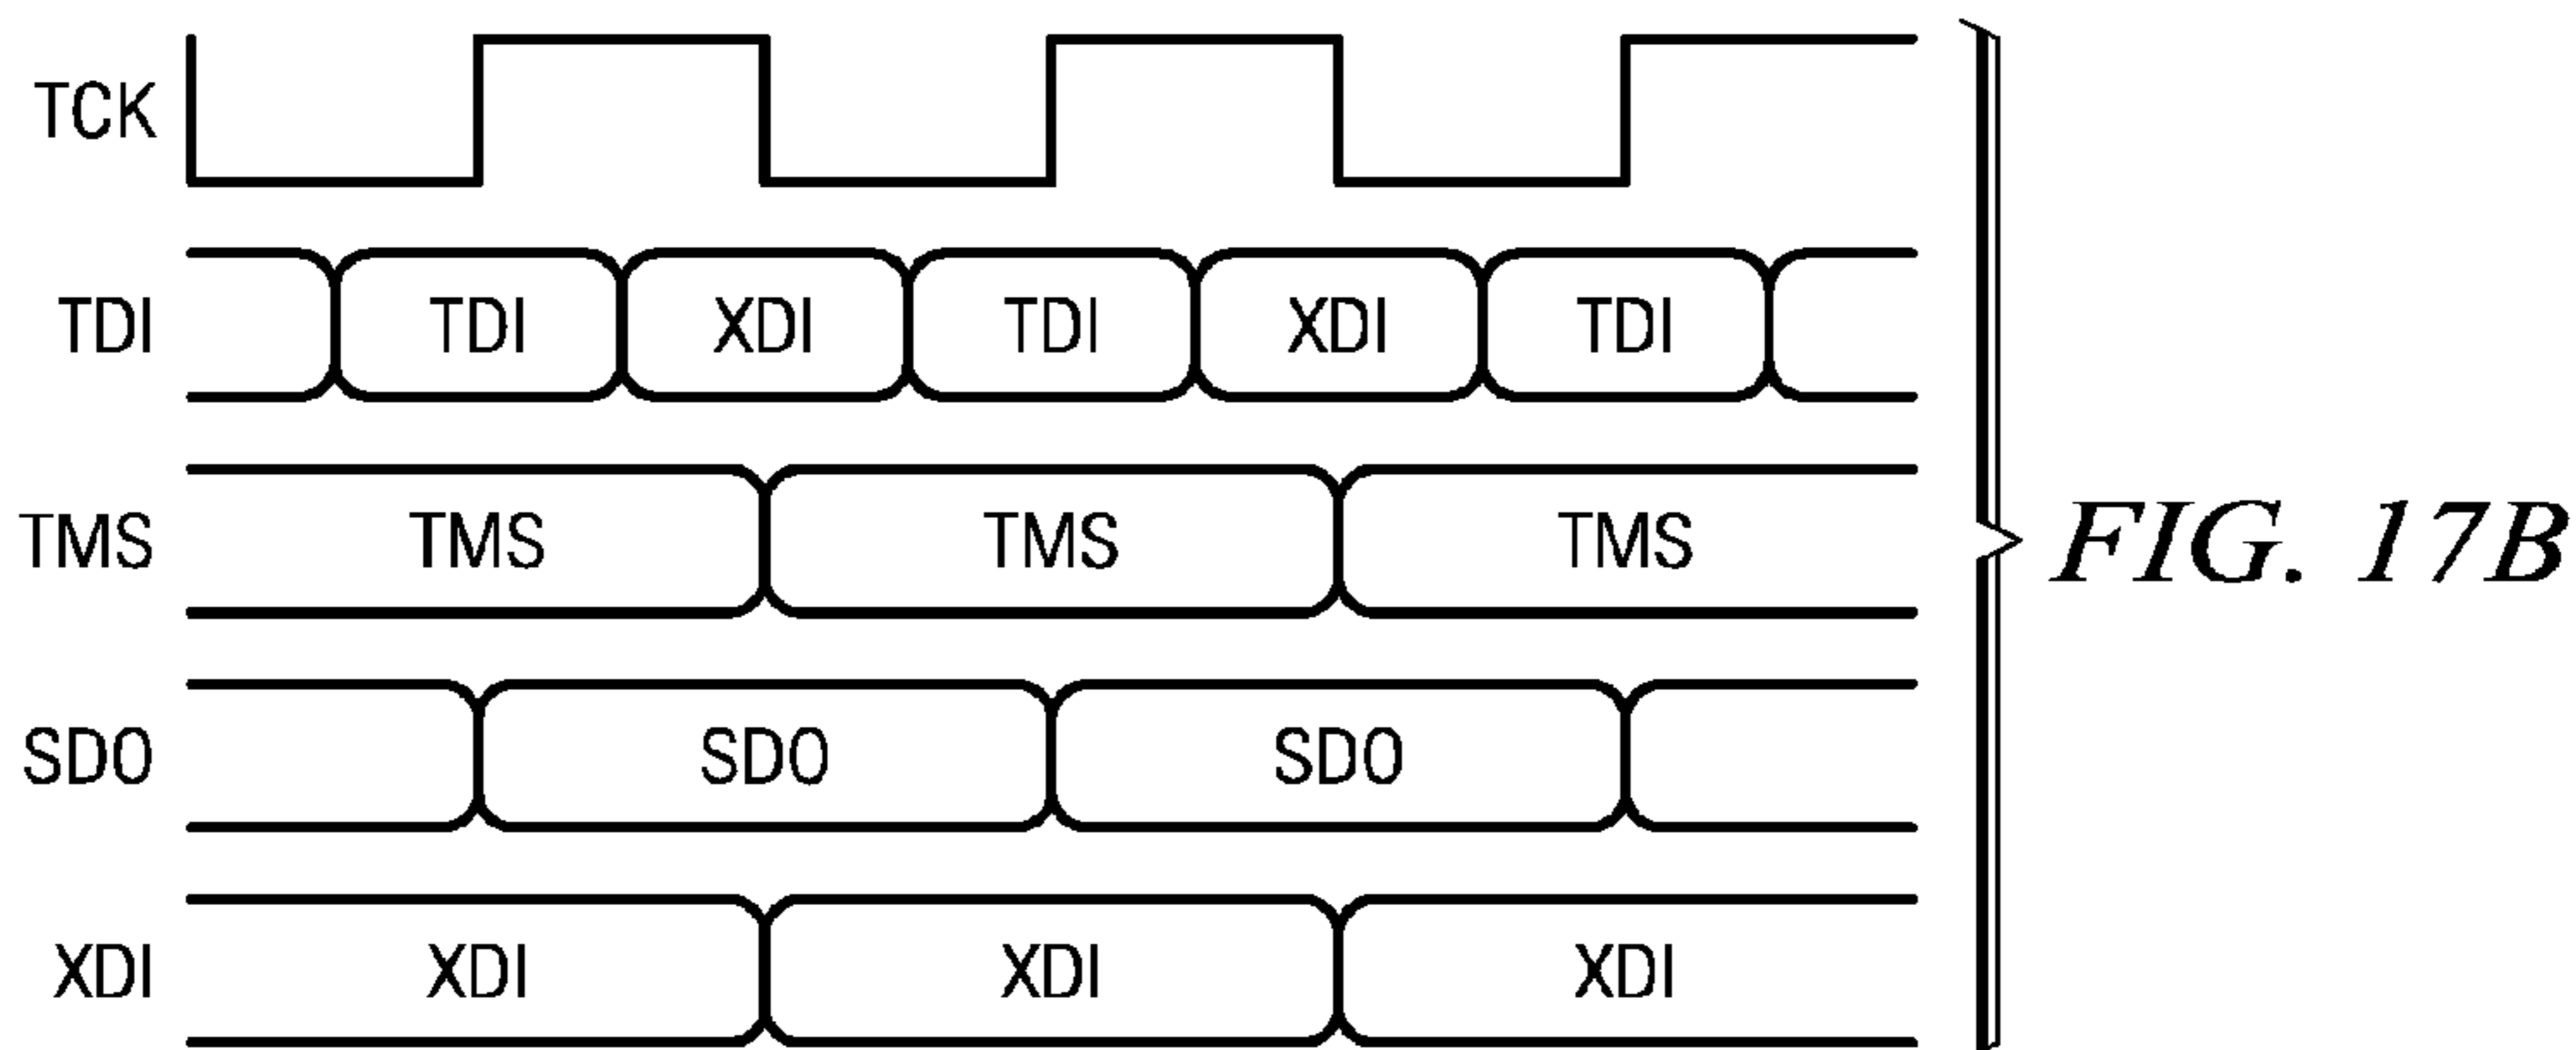 TCK
TDI TDI XDI TDI XDI TDI
TMS TMS TMS TMS
FIG. 17B
SDO SDO SDO
XDI XDI XDI XDI